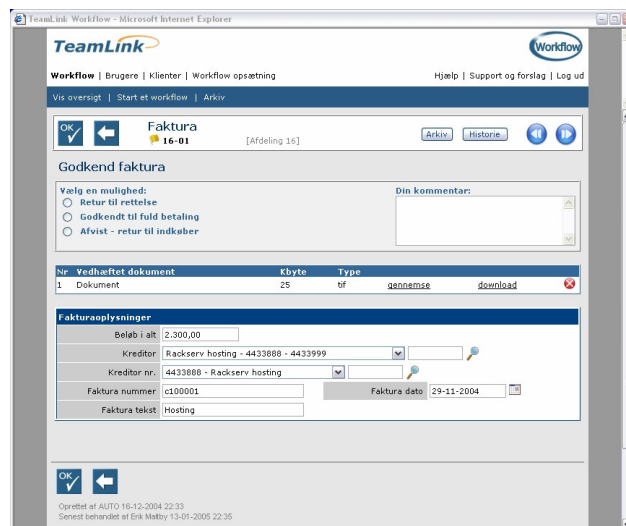 TeamLink Workflow - Microsoft Internet Explorer
TeamLink
Workflow
Workflow | Brugere | Klienter | Workflow opsætning
Hjælp | Support og forslag | Log ud
Vis oversigt | Start et workflow | Arkiv
OK
Faktura
16-01
[Afdeling 16]
Arkiv
Historie
Godkend faktura
Vælg en mulighed:
Din kommentar:
Retur til rettelse
Godkendt til fuld betaling
Afvist - retur til indkøber
Nr Vedhæftet dokument Kbyte Type
1 Dokument 25 tif gennemse download
Fakturaoplysninger
Beløb i alt 2.300,00
Kreditor Rackserv hosting - 4433888 - 4433999
Kreditor nr. 4433888 - Rackserv hosting
Faktura nummer c100001 Faktura dato 29-11-2004
Faktura tekst Hosting
OK
Oprettet af AUTO 16-12-2004 22:33
Senest behandlet af Erik Maltby 13-01-2005 22:35